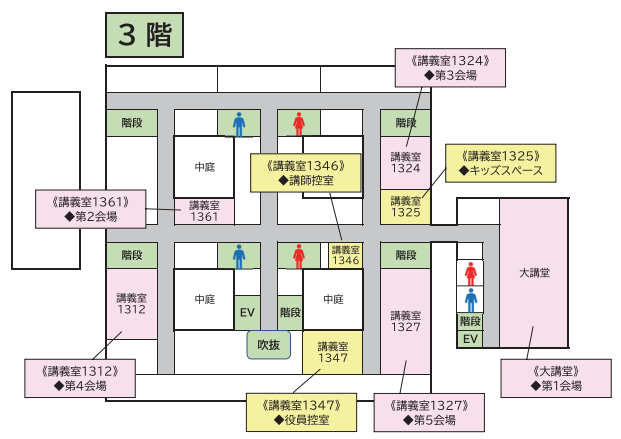 3 階
《講義室1324》
◆第3会場
階段
階段
中庭
講義室
1324
《講義室1325》
◆キッズスペース
《講義室1346》
◆講師控室
《講義室1361》
◆第2会場
講義室
1361
講義室
1325
階段
講義室
1346
階段
大講堂
中庭
中庭
講義室
1312
EV
階段
講義室
1327
階段
EV
吹抜
講義室
1347
《講義室1312》
◆第4会場
《大講堂》
◆第1会場
《講義室1347》
◆役員控室
《講義室1327》
◆第5会場